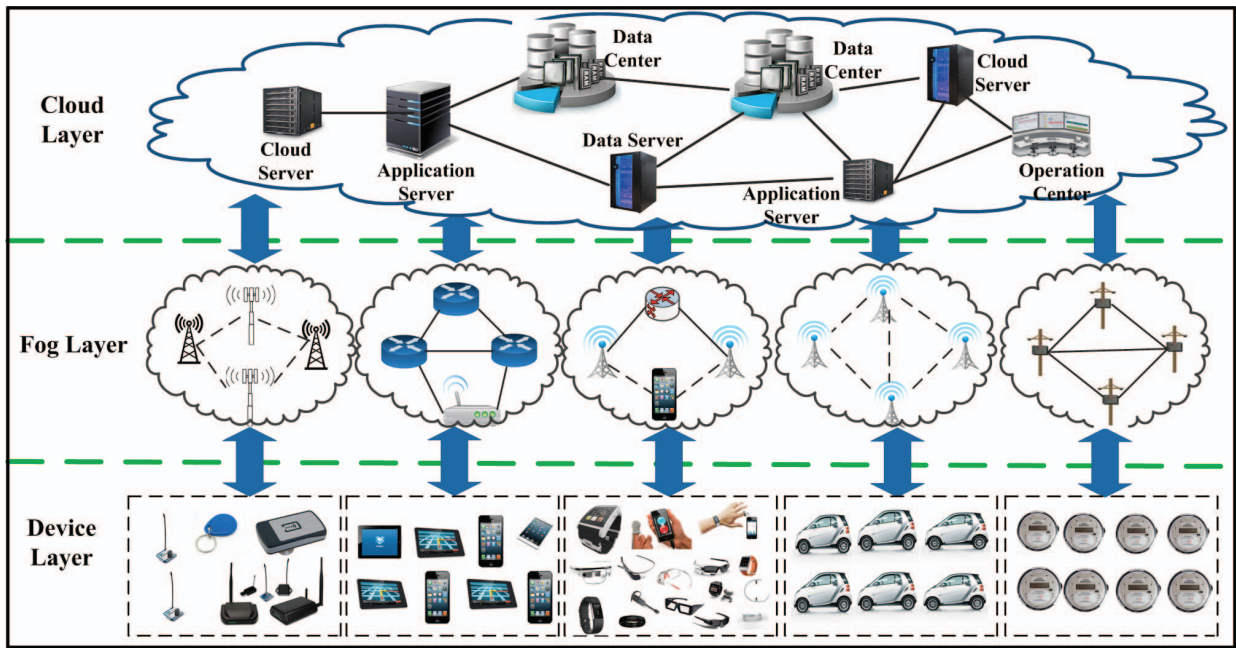 Data
Center
Data
Center
Cloud
Server
Cloud
Layer
Data Server
Cloud
Server
Application
Server
Application
Server
Operation
Center
Fog Layer
Device
Layer